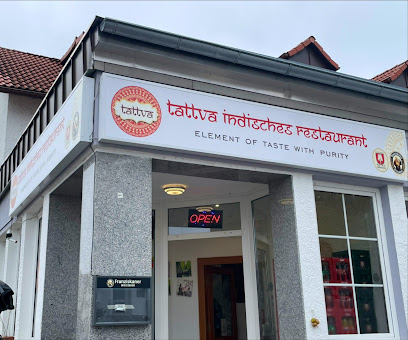 tattva
tattva indisches restaurant
ELEMENT OF TASTE WITH PURITY
OPEN
Franziskaner